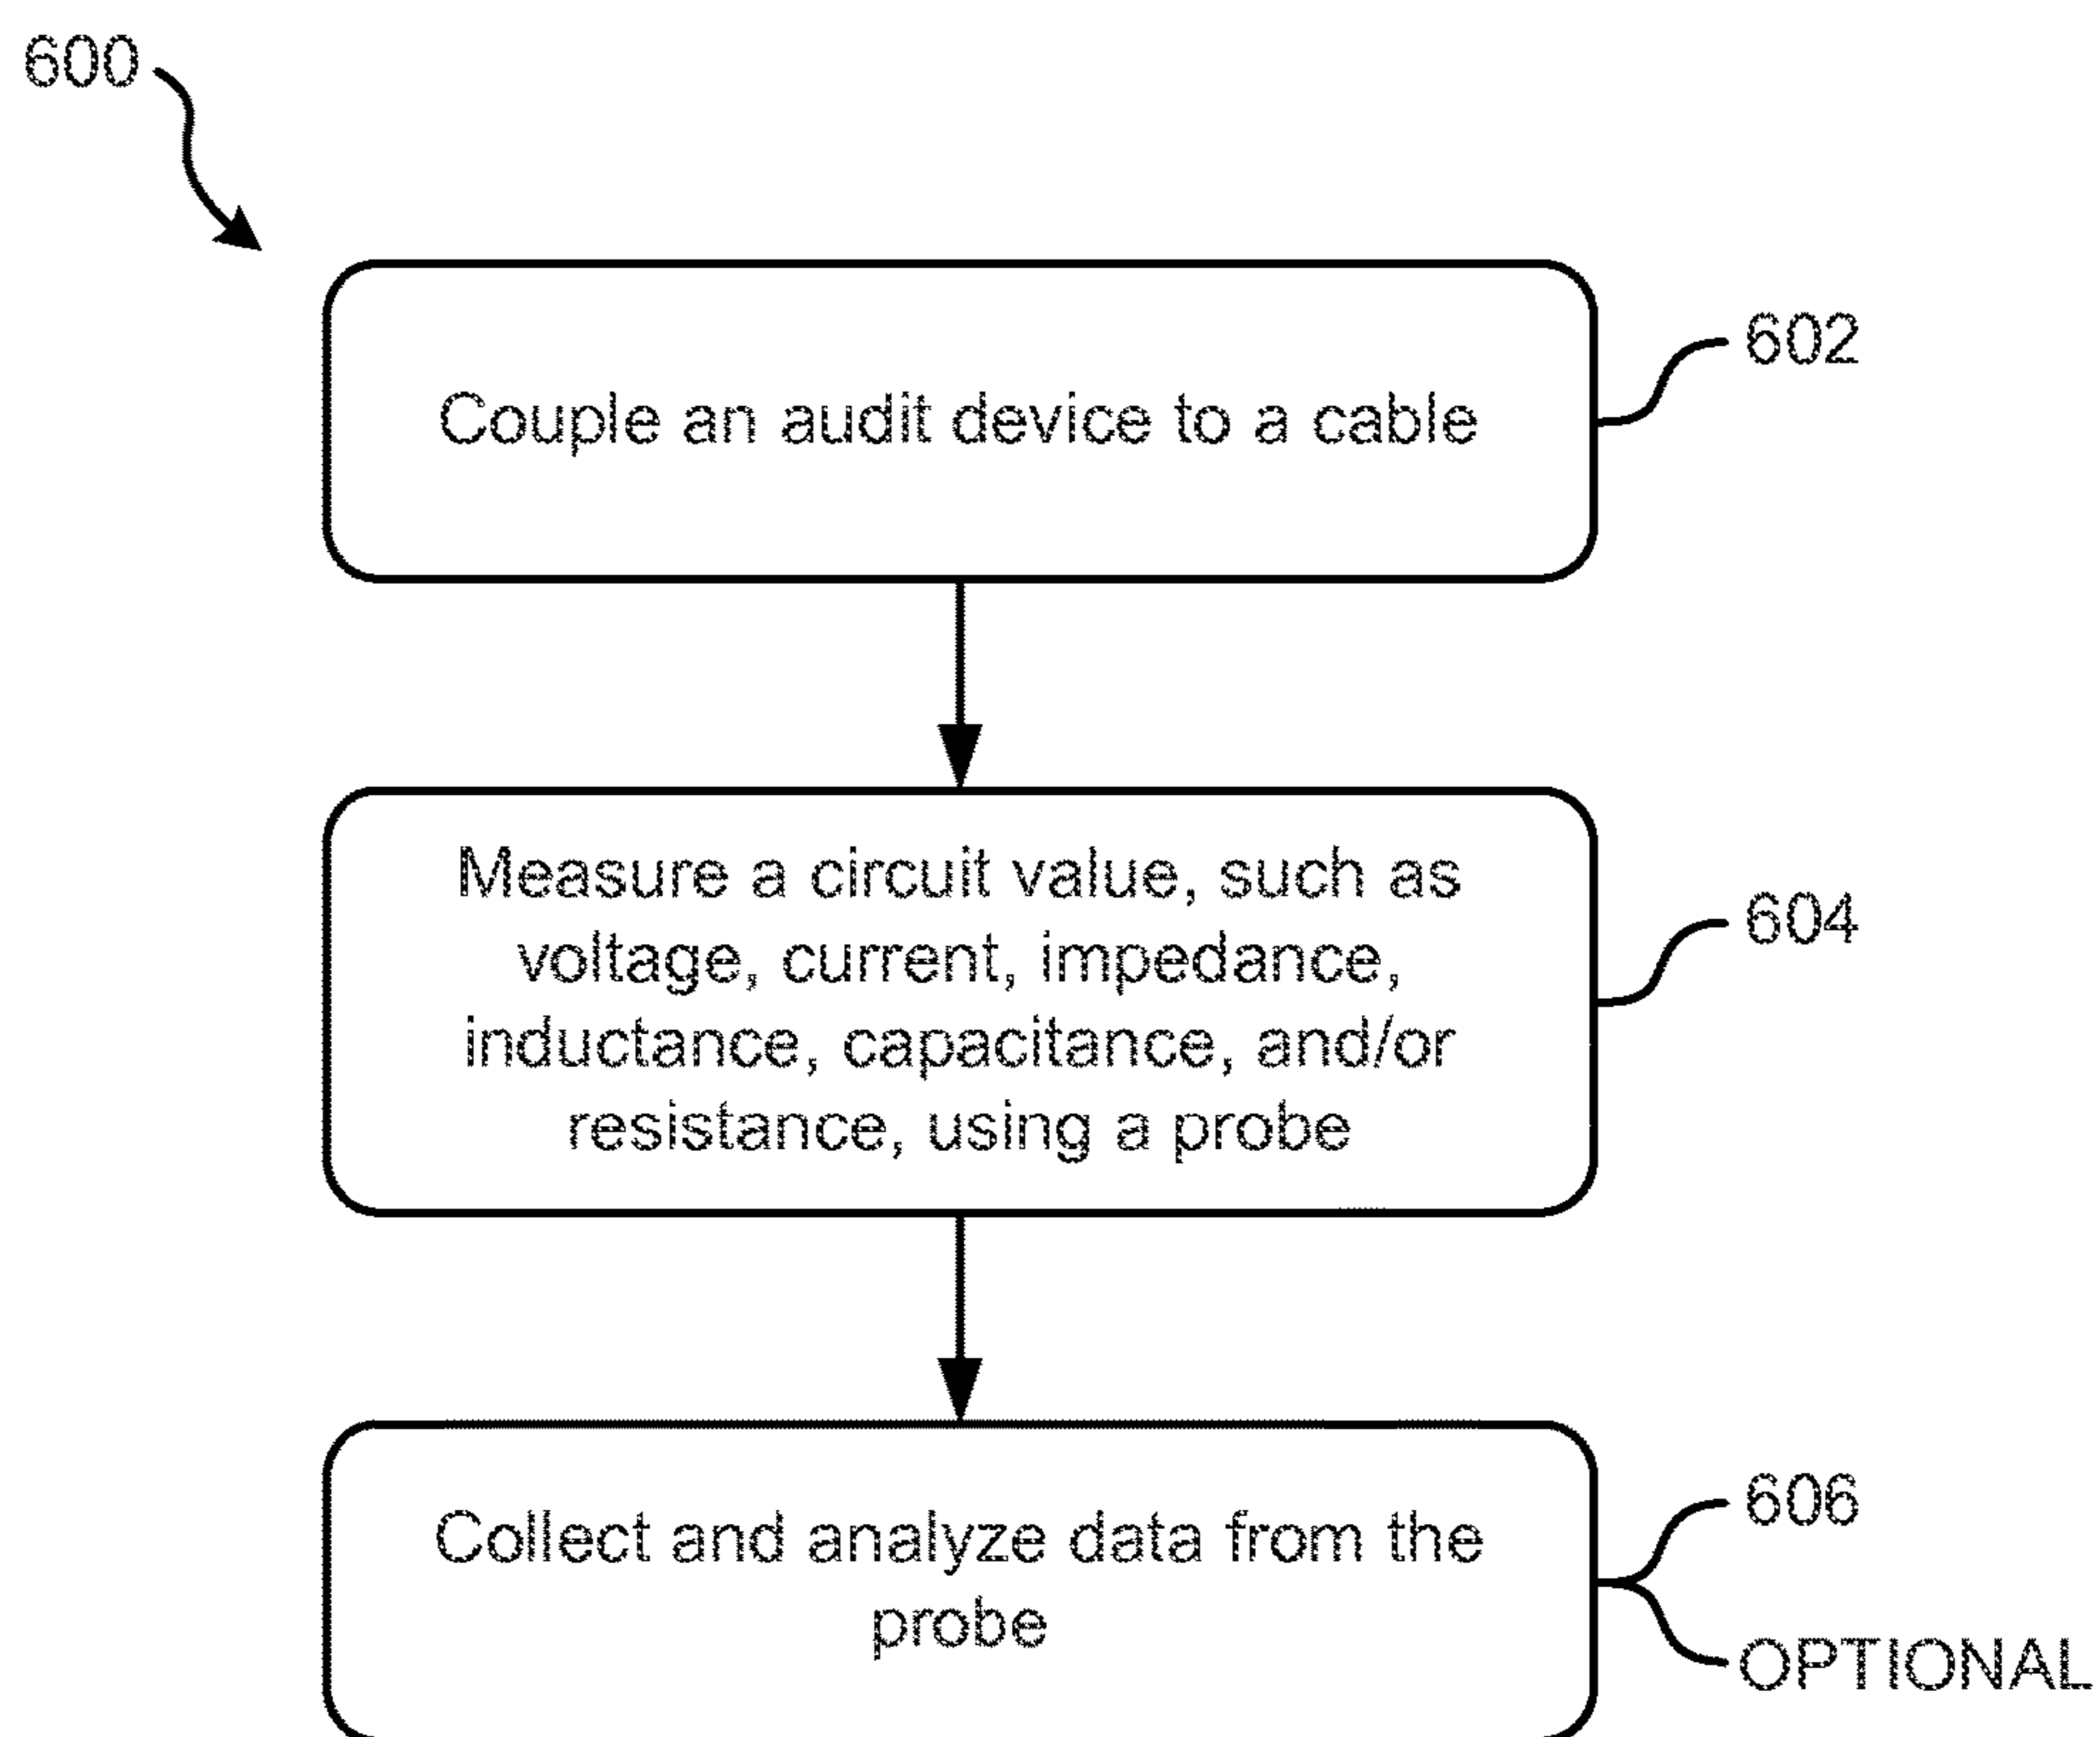 600
602
Couple an audit device to a cable
Measure a circuit value, such as
voltage, current, impedance,
inductance, capacitance, and/or
resistance, using a probe
604
Collect and analyze data from the
probe
606
OPTIONAL